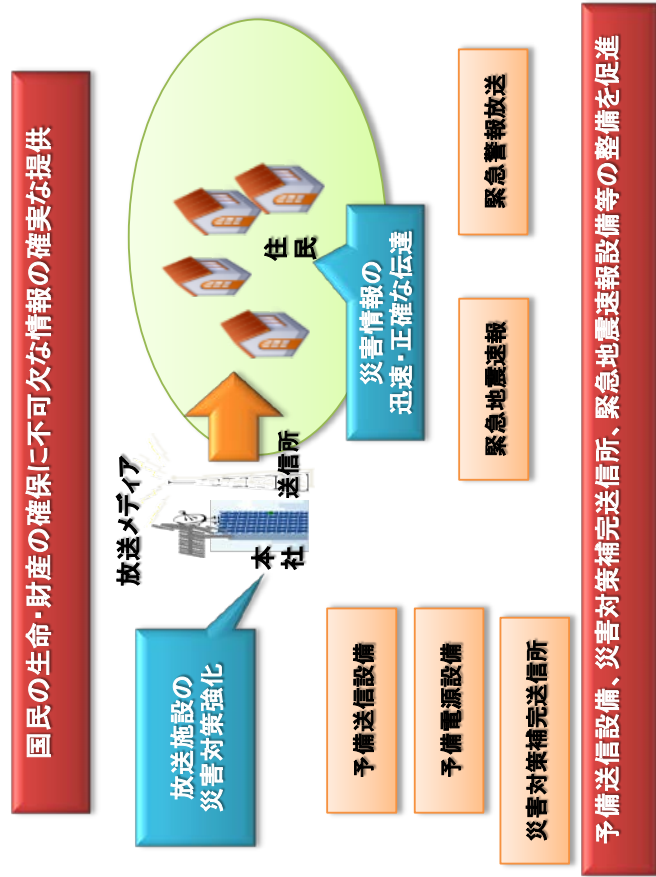 国民の生命・財産の確保に不可欠な情報の確実な提供
放送メディア
放送施設の
災害対策強化
本
社
送信所
住
民
災害情報の
迅速・正確な伝達
予備送信設備
予備電源設備
災害対策補完送信所
緊急地震速報
緊急警報放送
予備送信設備、災害対策補完送信所、緊急地震速報設備等の整備を促進